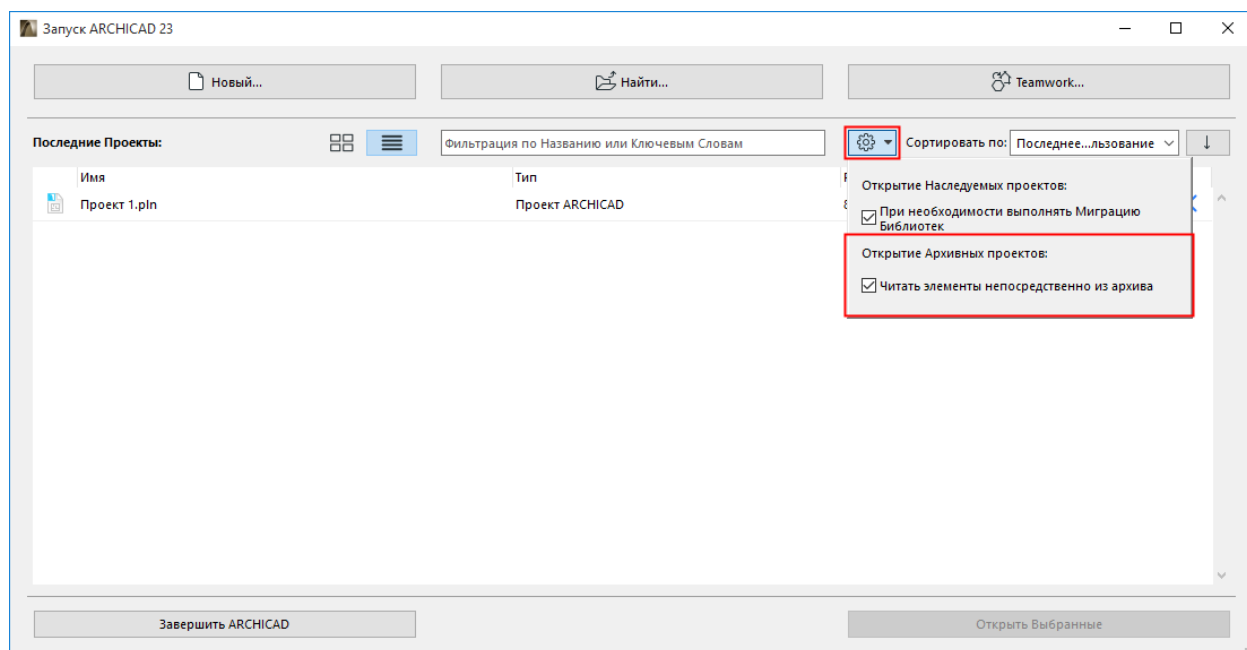 Запуск ARCHICAD 23
Новый...
Найти...
Teamwork...
Последние Проекты:
Фильтрация по Названию или Ключевым Словам
Сортировать по:
Последнее...льзование
Имя
Тип
Проект 1.pln
Проект ARCHICAD
Открытие Наследуемых проектов:
При необходимости выполнять Миграцию
Библиотек
Открытие Архивных проектов:
Читать элементы непосредственно из архива
Завершить ARCHICAD
Открыть Выбранные